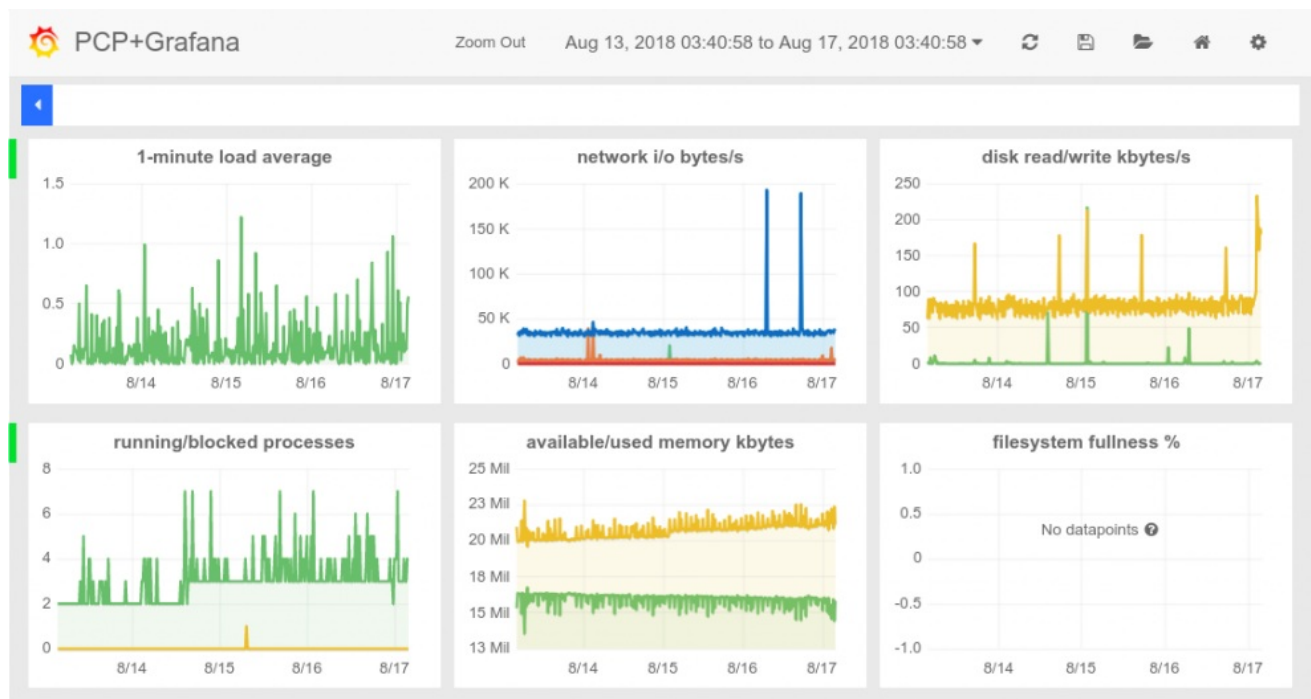 PCP+Grafana
Zoom Out
Aug 13, 2018 03:40:58 to Aug 17, 2018 03:40:58
1-minute load average
1.5
1.0
0.5
0
8/14 8/15 8/16 8/17
network i/o bytes/s
200 K
150 K
100 K
50 K
0
8/14 8/15 8/16 8/17
disk read/write kbytes/s
250
200
150
100
50
0
8/14 8/15 8/16 8/17
running/blocked processes
8
6
4
2
0
8/14 8/15 8/16 8/17
available/used memory kbytes
25 Mil
23 Mil
20 Mil
18 Mil
15 Mil
13 Mil
8/14 8/15 8/16 8/17
filesystem fullness %
1.0
0.5
0
-0.5
-1.0
No datapoints ?
8/14 8/15 8/16 8/17